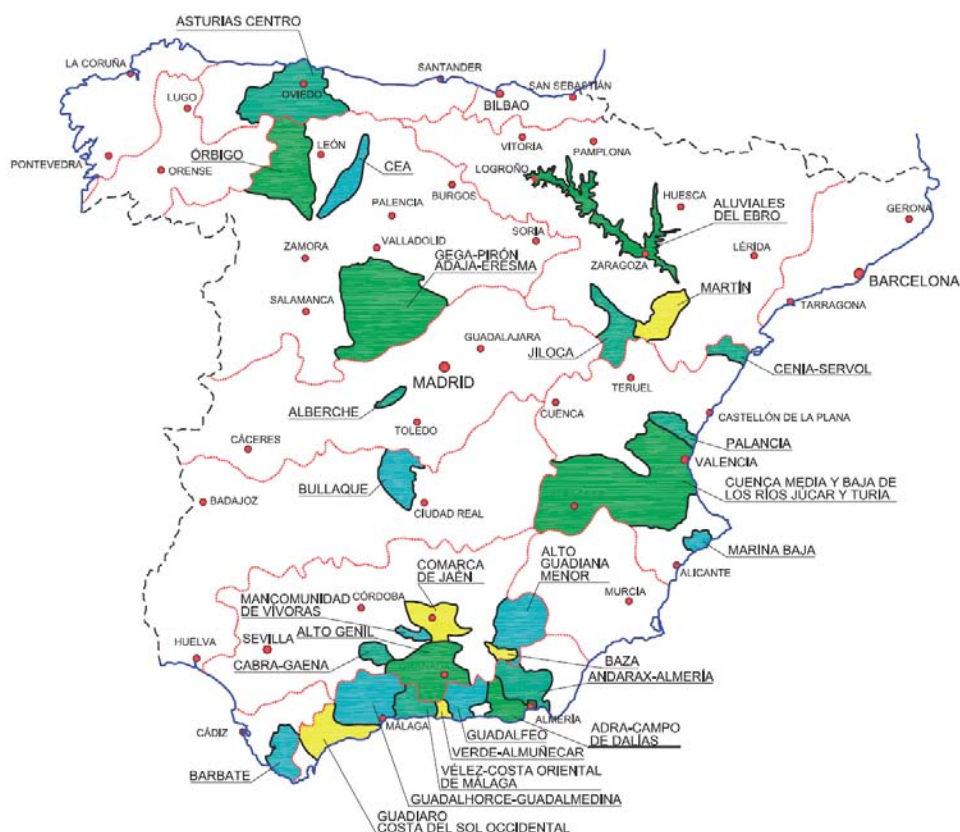 ASTURIAS CENTRO
LA CORUÑA
SANTANDER
SAN SEBASTIÁN
OVIEDO
BILBAO
LUGO
VITORIA
PAMPLONA
PONTEVEDRA
ÓRBIGO
LEÓN
CEA
LOGROÑO
ORENSE
BURGOS
HUESCA
ALUVIALES
DEL EBRO
GERONA
PALENCIA
SORIA
ZAMORA
VALLADOLID
LÉRIDA
GEGA-PIRÓN
ADAJA-ERESMA
ZARAGOZA
BARCELONA
MARTÍN
SALAMANCA
TARRAGONA
GUADALAJARA
JILOCA
MADRID
TERUEL
CENIA-SERVOL
ALBERCHE
CUENCA
CASTELLÓN DE LA PLANA
TOLEDO
CÁCERES
PALANCIA
VALENCIA
BULLAQUE
CUENCA MEDIA Y BAJA DE
LOS RÍOS JÚCAR Y TURIA
BADAJOZ
CIUDAD REAL
MARINA BAJA
ALTO
GUADIANA
MENOR
COMARCA
DE JAÉN
ALICANTE
MANCOMUNIDAD
DE VÍVORAS
CÓRDOBA
MURCIA
ALTO GENIL
HUELVA
SEVILLA
CABRA-GAENA
BAZA
ANDARAX-ALMERÍA
CÁDIZ
MÁLAGA
ALMERÍA
GUADALFEO
ADRA-CAMPO
DE DALÍAS
VERDE-ALMUÑECAR
BARBATE
VÉLEZ-COSTA ORIENTAL
DE MÁLAGA
GUADALHORCE-GUADALMEDINA
GUADIARO
COSTA DEL SOL OCCIDENTAL